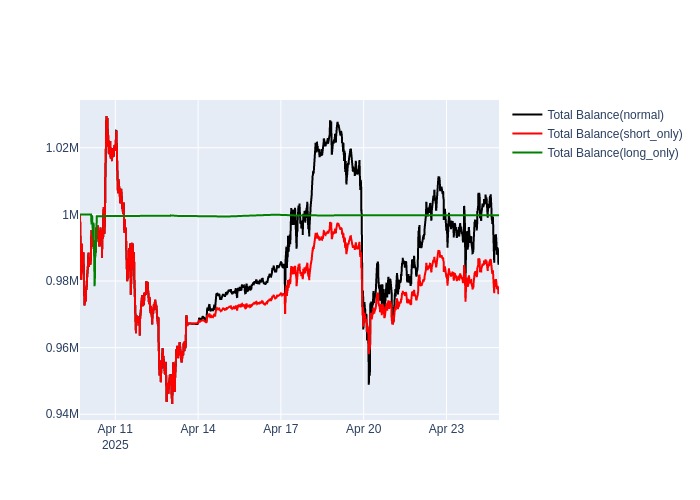 Total Balance(normal)
Total Balance(short_only)
Total Balance(long_only)
1.02M
1M
0.98M
0.96M
0.94M
Apr 11
2025
Apr 14
Apr 17
Apr 20
Apr 23